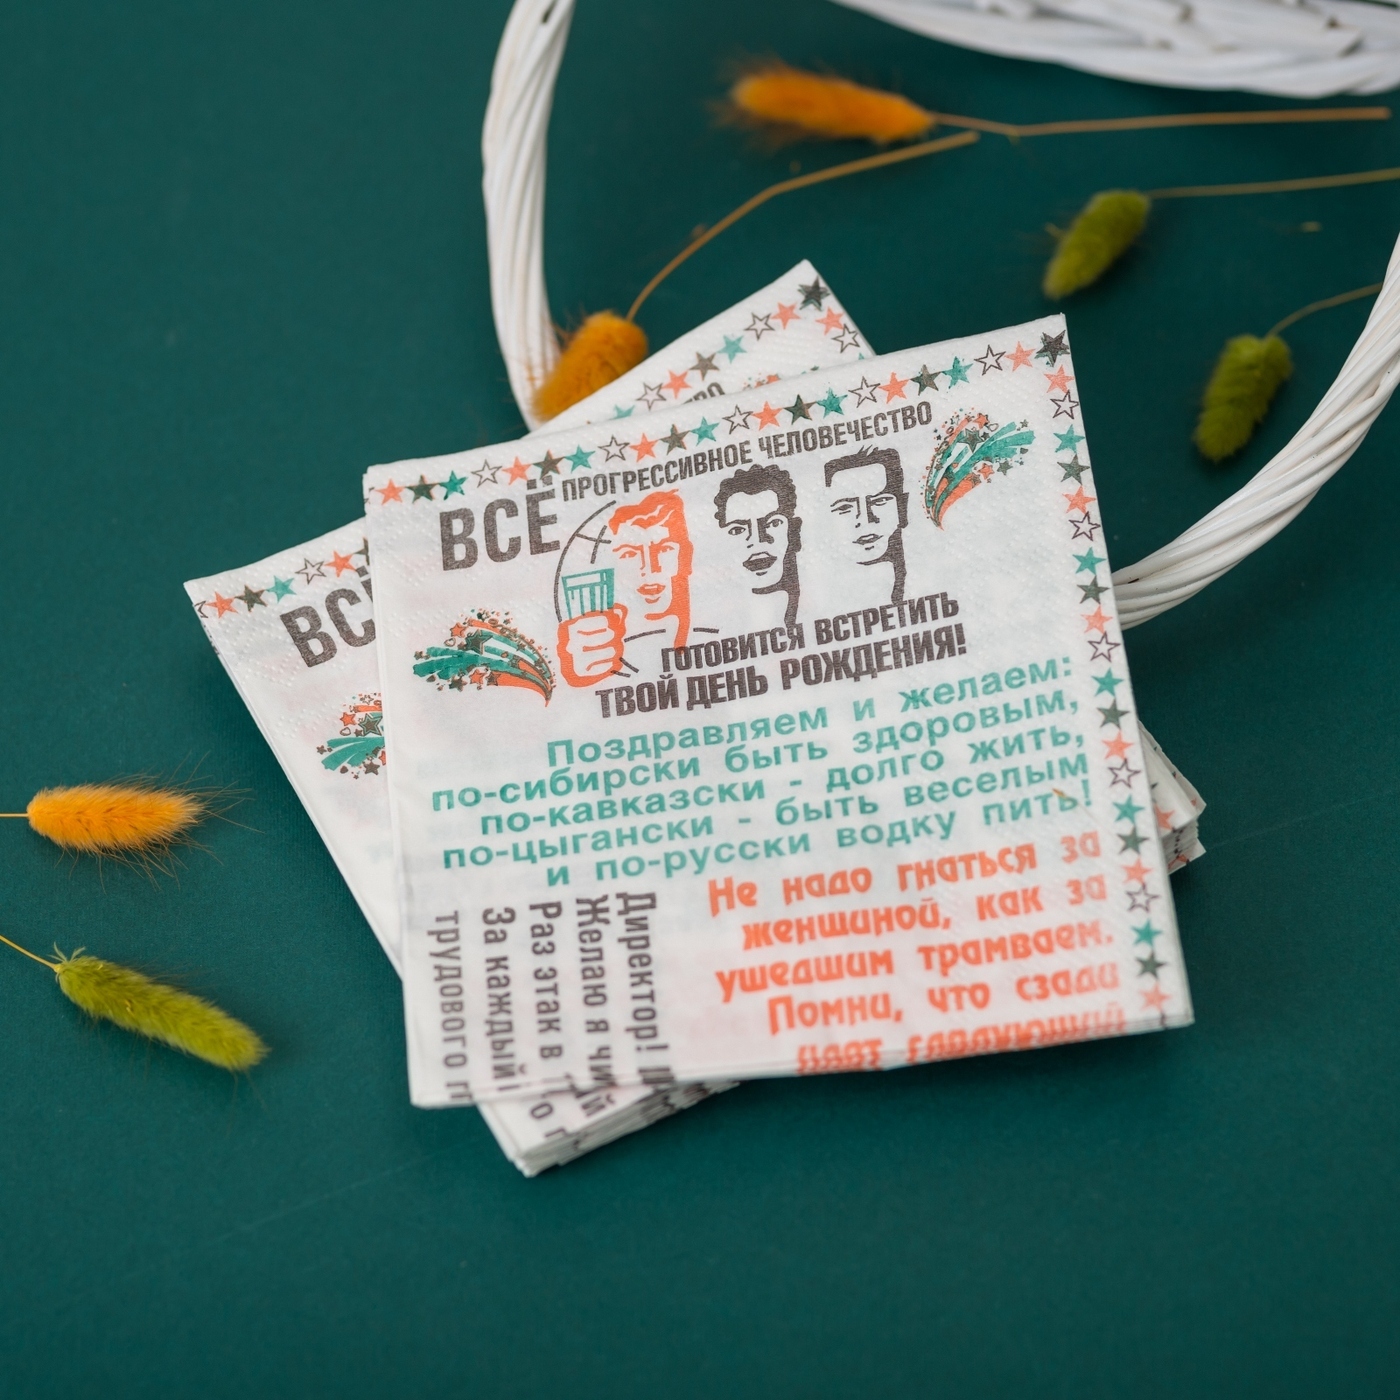 ВСЁ
ПРОГРЕССИВНОЕ ЧЕЛОВЕЧЕСТВО
ГОТОВИТСЯ ВСТРЕТИТЬ
ТВОЙ ДЕНЬ РОЖДЕНИЯ!
Поздравляем и желаем:
по-сибирски быть здоровым,
по-кавказски - долго жить,
по-цыгански - быть веселым
и по-русски водку пить!
Не надо гнаться за
женщиной, как за
ушедшим трамваем.
Помни, что сзади
Директор!
Желаю я
Раз этак в
За каждый
трудового
ВСЁ